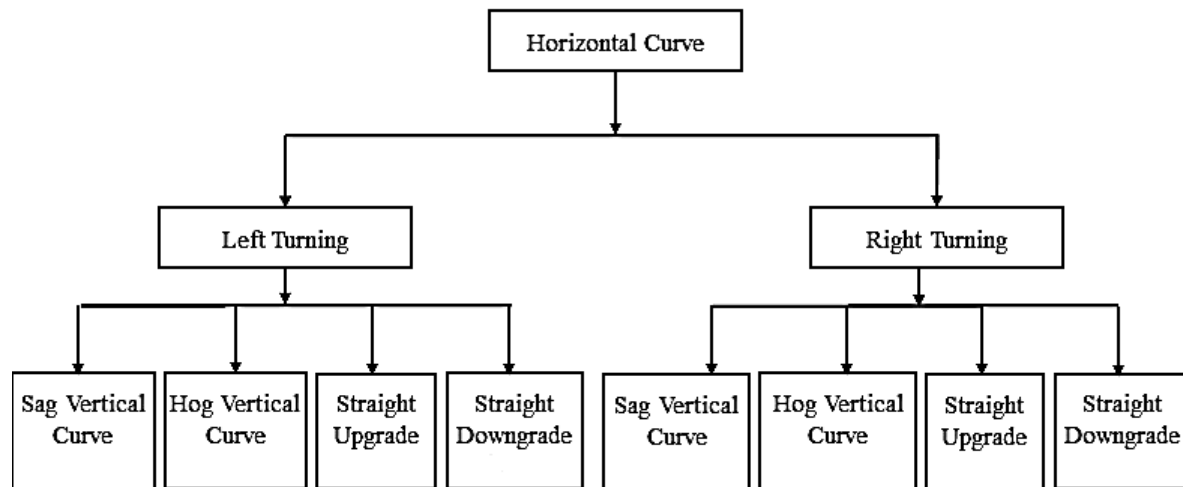 Horizontal Curve
Left Turning
Right Turning
Sag Vertical
Curve
Hog Vertical
Curve
Straight
Upgrade
Straight
Downgrade
Sag Vertical
Curve
Hog Vertical
Curve
Straight
Upgrade
Straight
Downgrade